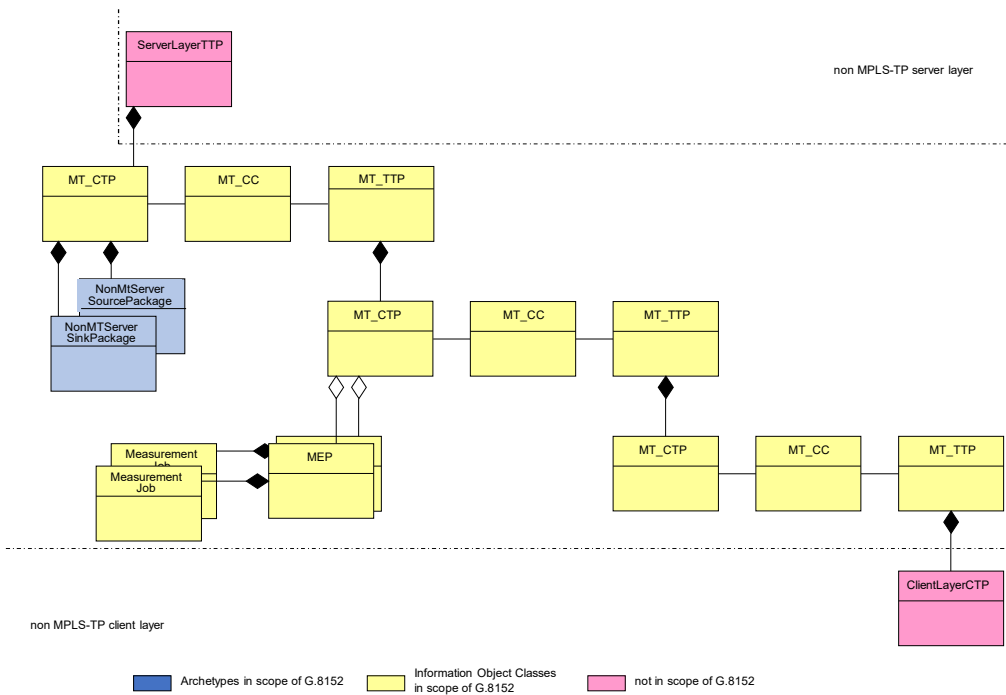 ServerLayerTTP
non MPLS-TP server layer
MT_CTP
MT_CC
MT_TTP
NonMtServer
SourcePackage
NonMTServer
SinkPackage
MT_CTP
MT_CC
MT_TTP
Measurement
Job
Measurement
Job
MEP
MT_CTP
MT_CC
MT_TTP
ClientLayerCTP
non MPLS-TP client layer
Archetypes in scope of G.8152
Information Object Classes
in scope of G.8152
not in scope of G.8152